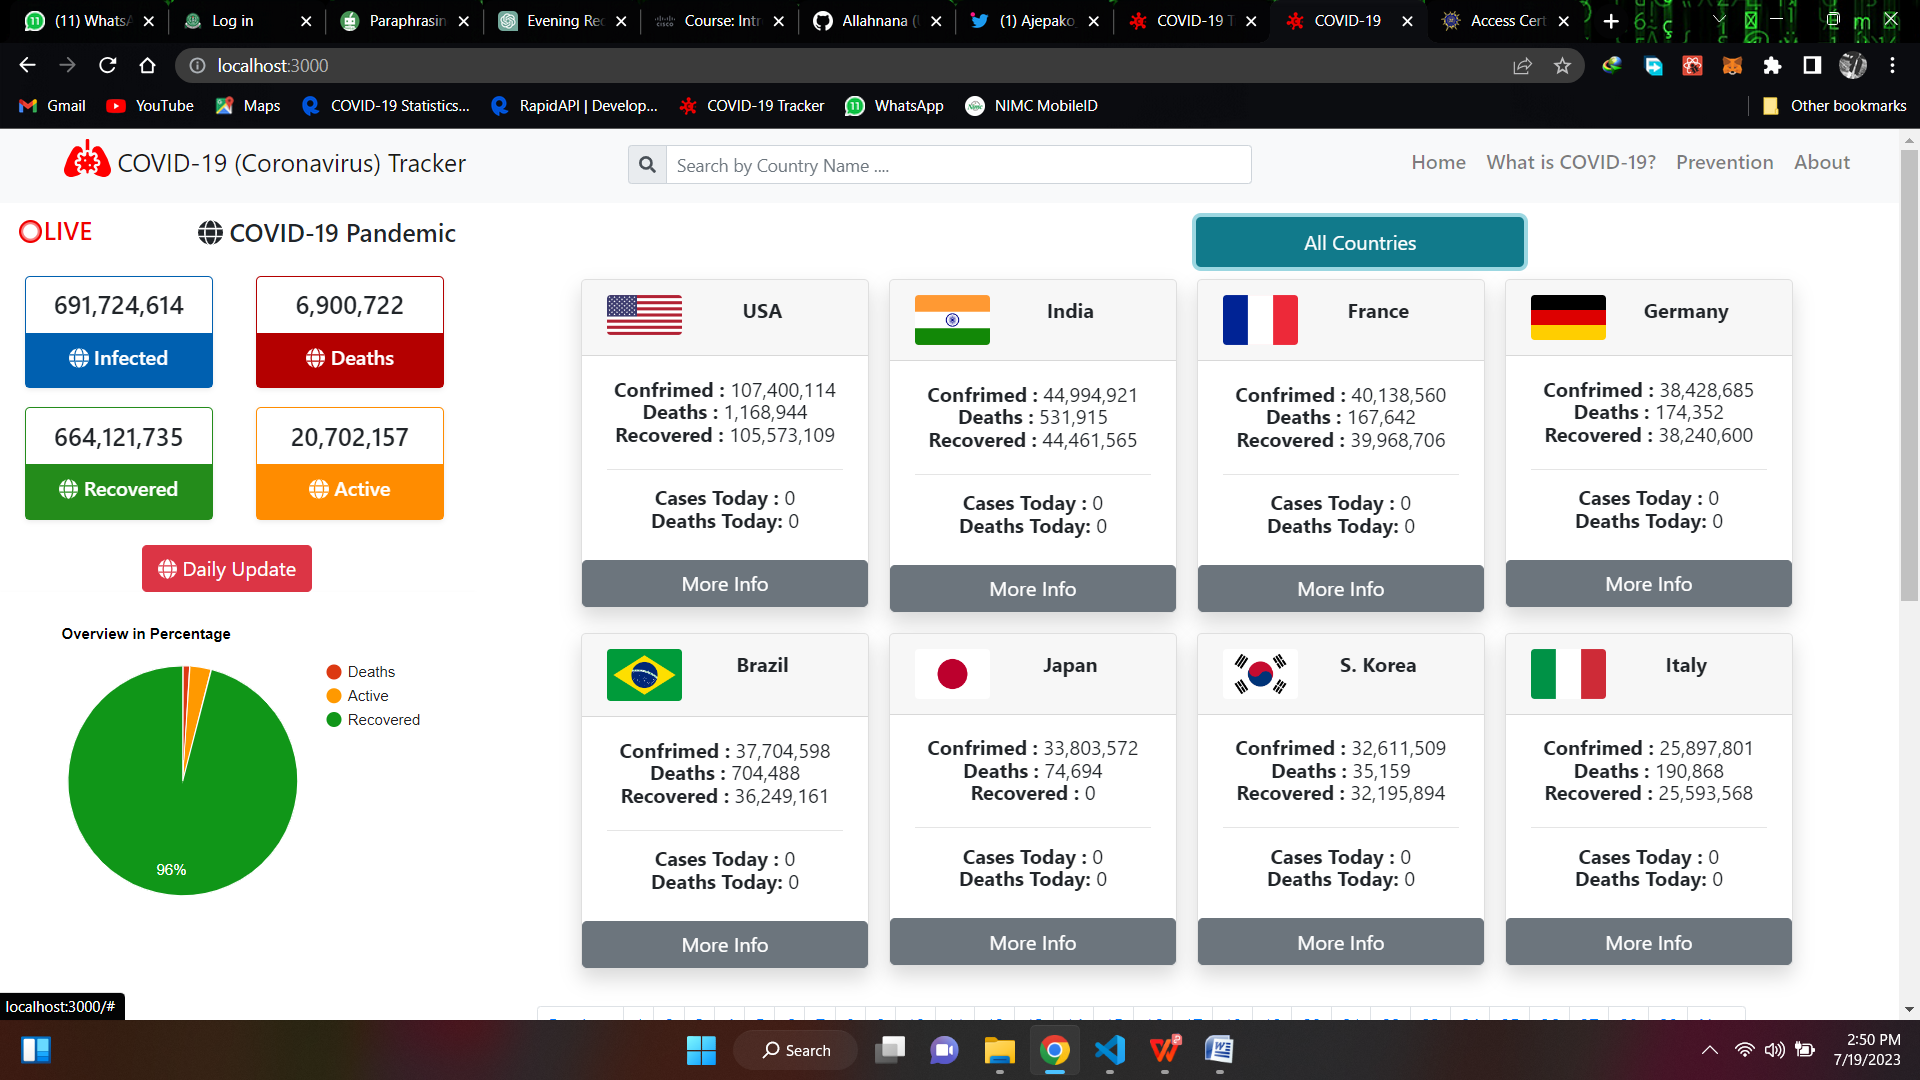 (11) WhatsA
Log in
Paraphrasin
Evening Rec
Course: Intr
Allahnana (
(1) Ajepako
COVID-19 T
COVID-19
Access Cert
localhost:3000
Gmail
YouTube
Maps
COVID-19 Statistics...
RapidAPI | Develop...
COVID-19 Tracker
WhatsApp
NIMC MobileID
Other bookmarks
COVID-19 (Coronavirus) Tracker
Search by Country Name ....
Home
What is COVID-19?
Prevention
About
LIVE
COVID-19 Pandemic
691,724,614
Infected
6,900,722
Deaths
664,121,735
Recovered
20,702,157
Active
Daily Update
Overview in Percentage
Deaths
Active
Recovered
96%
All Countries
USA
Confrimed : 107,400,114
Deaths : 1,168,944
Recovered : 105,573,109
Cases Today : 0
Deaths Today: 0
More Info
India
Confrimed : 44,994,921
Deaths : 531,915
Recovered : 44,461,565
Cases Today : 0
Deaths Today: 0
More Info
France
Confrimed : 40,138,560
Deaths : 167,642
Recovered : 39,968,706
Cases Today : 0
Deaths Today: 0
More Info
Germany
Confrimed : 38,428,685
Deaths : 174,352
Recovered : 38,240,600
Cases Today : 0
Deaths Today: 0
More Info
Brazil
Confrimed : 37,704,598
Deaths : 704,488
Recovered : 36,249,161
Cases Today : 0
Deaths Today: 0
More Info
Japan
Confrimed : 33,803,572
Deaths : 74,694
Recovered : 0
Cases Today : 0
Deaths Today: 0
More Info
S. Korea
Confrimed : 32,611,509
Deaths : 35,159
Recovered : 32,195,894
Cases Today : 0
Deaths Today: 0
More Info
Italy
Confrimed : 25,897,801
Deaths : 190,868
Recovered : 25,593,568
Cases Today : 0
Deaths Today: 0
More Info
localhost:3000/#
Search
2:50 PM
7/19/2023